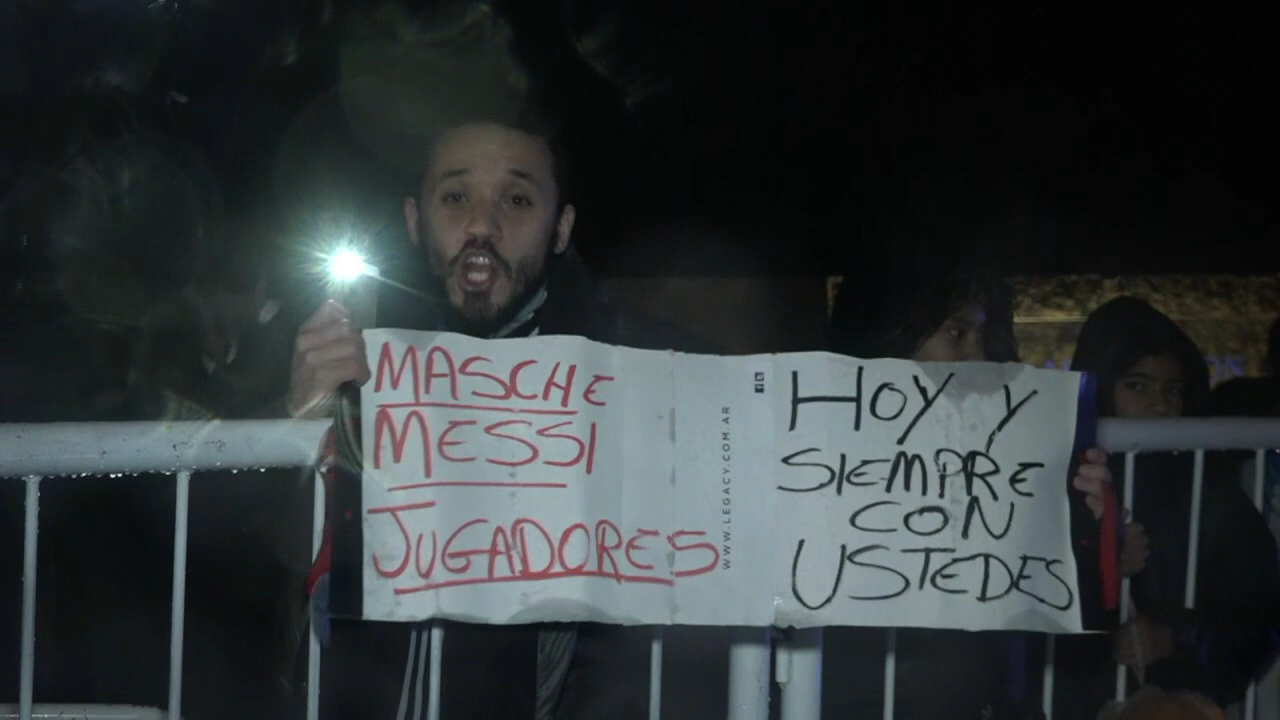 MASCHE
MESSI
JUGADORES
WWW.LEGACY.COM.AR
HOY Y
SIEMPRE
CON
USTEDES